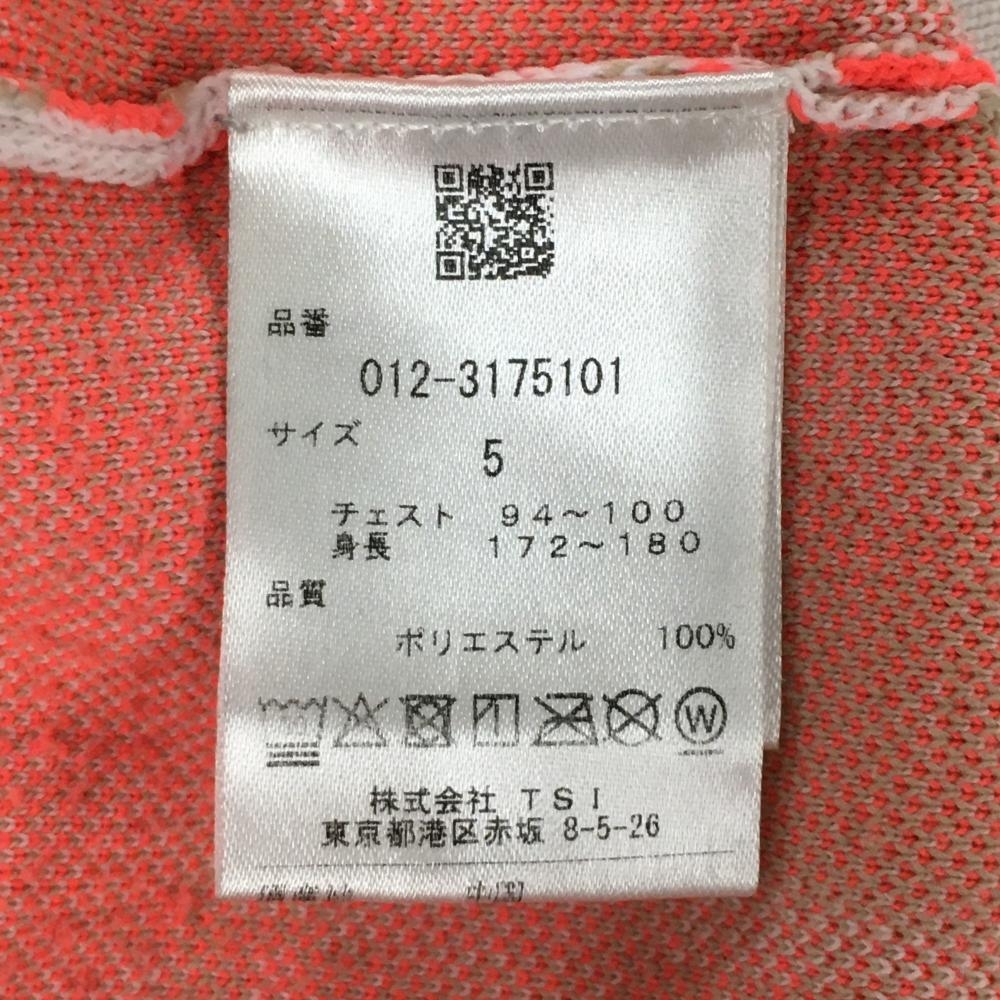 品番
012-3175101
サイズ
5
チェスト 94～100
身長 172～180
品質
ポリエステル 100%
W
株式会社 TSI
東京都港区赤坂 8-5-26